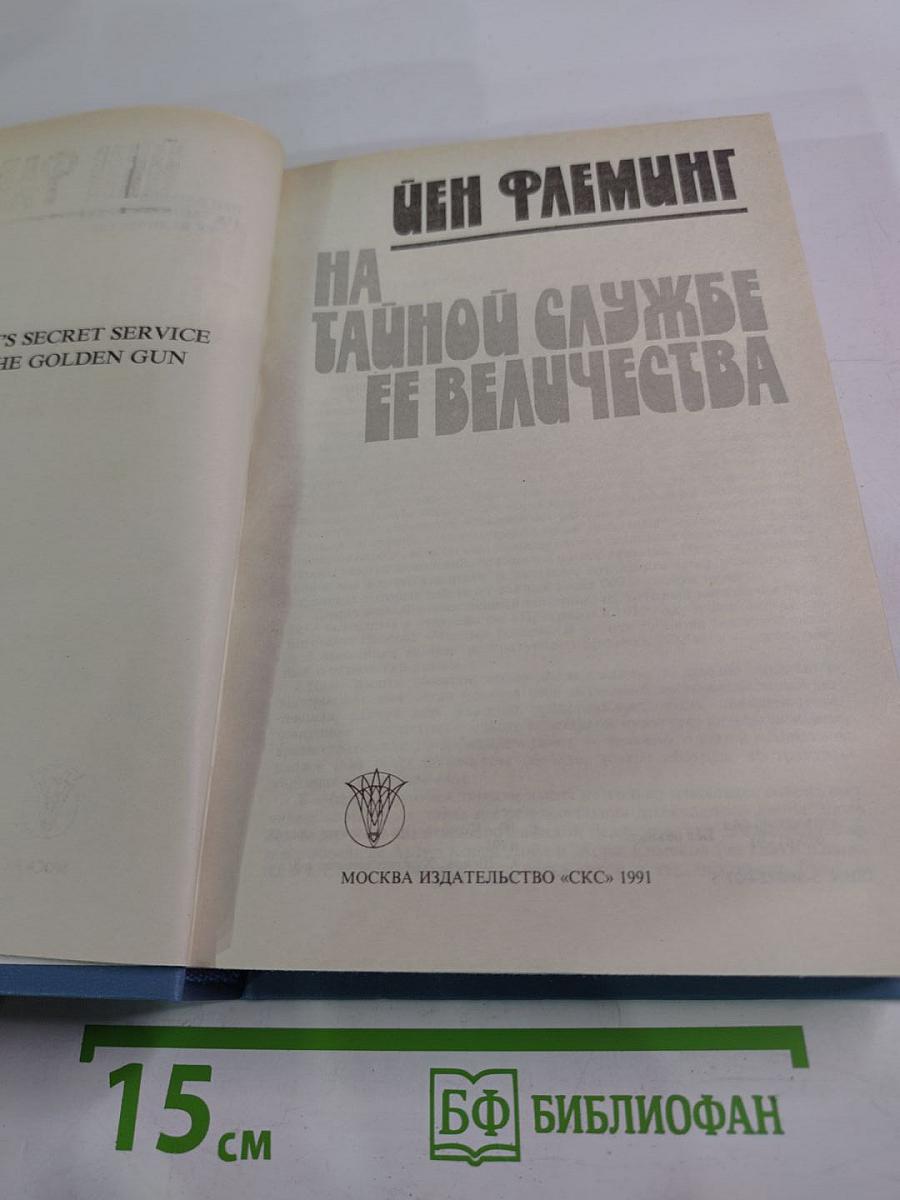 'S SECRET SERVICE
HE GOLDEN GUN
ЙЕН ФЛЕМИНГ
НА
ТАЙНОЙ СЛУЖБЕ
ЕЕ ВЕЛИЧЕСТВА
МОСКВА ИЗДАТЕЛЬСТВО «СКС» 1991
15 см
БФ БИБЛИОФАН